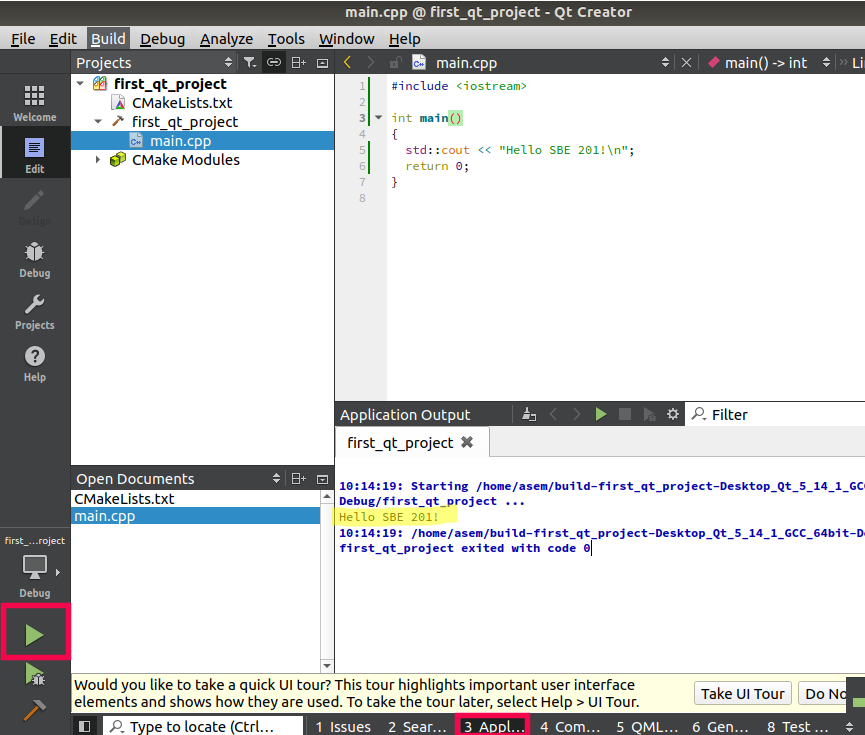 main.cpp @ first_qt_project - Qt Creator
File Edit Build Debug Analyze Tools Window Help
Projects
main.cpp
main() -> int
Li
Welcome
Edit
Design
Debug
Projects
Help
first_qt_project
CMakeLists.txt
first_qt_project
main.cpp
CMake Modules
1 #include <iostream>
2
3 int main()
4 {
5 std::cout << "Hello SBE 201!\n";
6 return 0;
7 }
8
Application Output
Filter
first_qt_project
10:14:19: Starting /home/asem/build-first_qt_project-Desktop_Qt_5_14_1_GCC
Debug/first_qt_project ...
Hello SBE 201!
10:14:19: /home/asem/build-first_qt_project-Desktop_Qt_5_14_1_GCC_64bit-De
first_qt_project exited with code 0
Open Documents
CMakeLists.txt
main.cpp
first_...roject
Debug
Would you like to take a quick UI tour? This tour highlights important user interface
elements and shows how they are used. To take the tour later, select Help > UI Tour.
Take UI Tour
Do No
Type to locate (Ctrl...
1 Issues 2 Sear... 3 Appl... 4 Com... 5 QML... 6 Gen... 8 Test ...